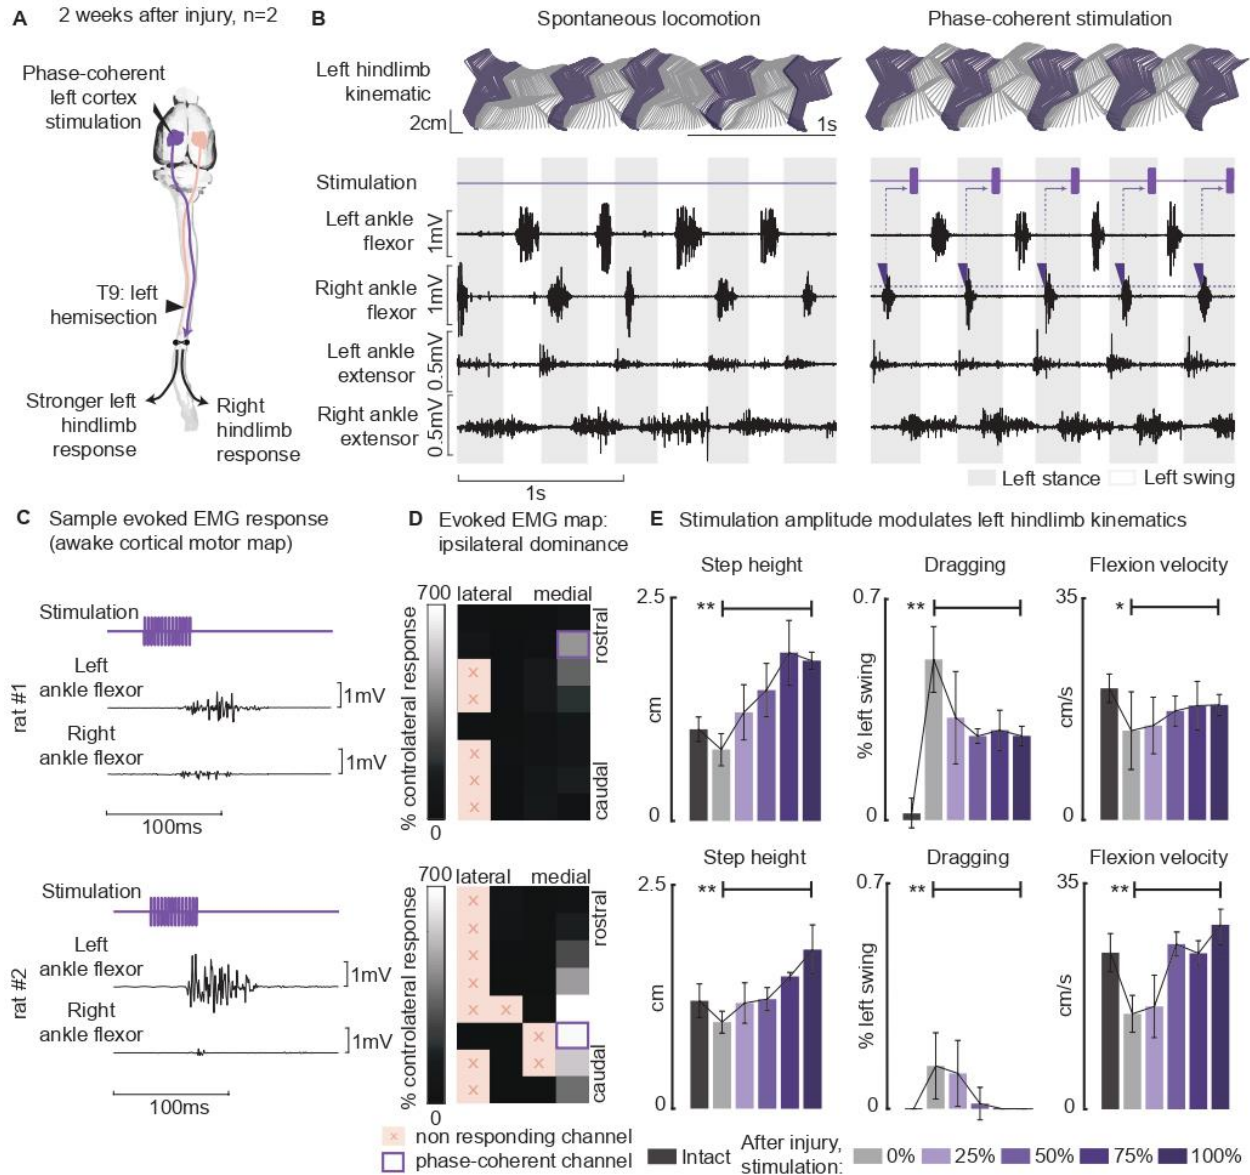 A 2 weeks after injury, n=2
Phase-coherent
left cortex
stimulation
T9: left
hemisection
Stronger left
hindlimb
response
Right
hindlimb
response
B Spontaneous locomotion
Phase-coherent stimulation
Left hindlimb
kinematic
2cm
1s
Stimulation
Left ankle
flexor
1mV
Right ankle
flexor
1mV
Left ankle
extensor
0.5mV
Right ankle
extensor
0.5mV
1s
Left stance
Left swing
C Sample evoked EMG response
(awake cortical motor map)
rat #1
Stimulation
Left
ankle flexor
1mV
Right
ankle flexor
1mV
100ms
rat #2
Stimulation
Left
ankle flexor
1mV
Right
ankle flexor
1mV
100ms
D Evoked EMG map:
ipsilateral dominance
700
lateral medial
% controlateral response
rostral
caudal
0
700
lateral medial
% controlateral response
rostral
caudal
0
× non responding channel
phase-coherent channel
E Stimulation amplitude modulates left hindlimb kinematics
Step height
2.5
cm
0
**
Dragging
0.7
% left swing
0
**
Flexion velocity
35
cm/s
0
*
Step height
2.5
cm
0
**
Dragging
0.7
% left swing
0
**
Flexion velocity
35
cm/s
0
**
Intact
After injury,
stimulation:
0% 25% 50% 75% 100%